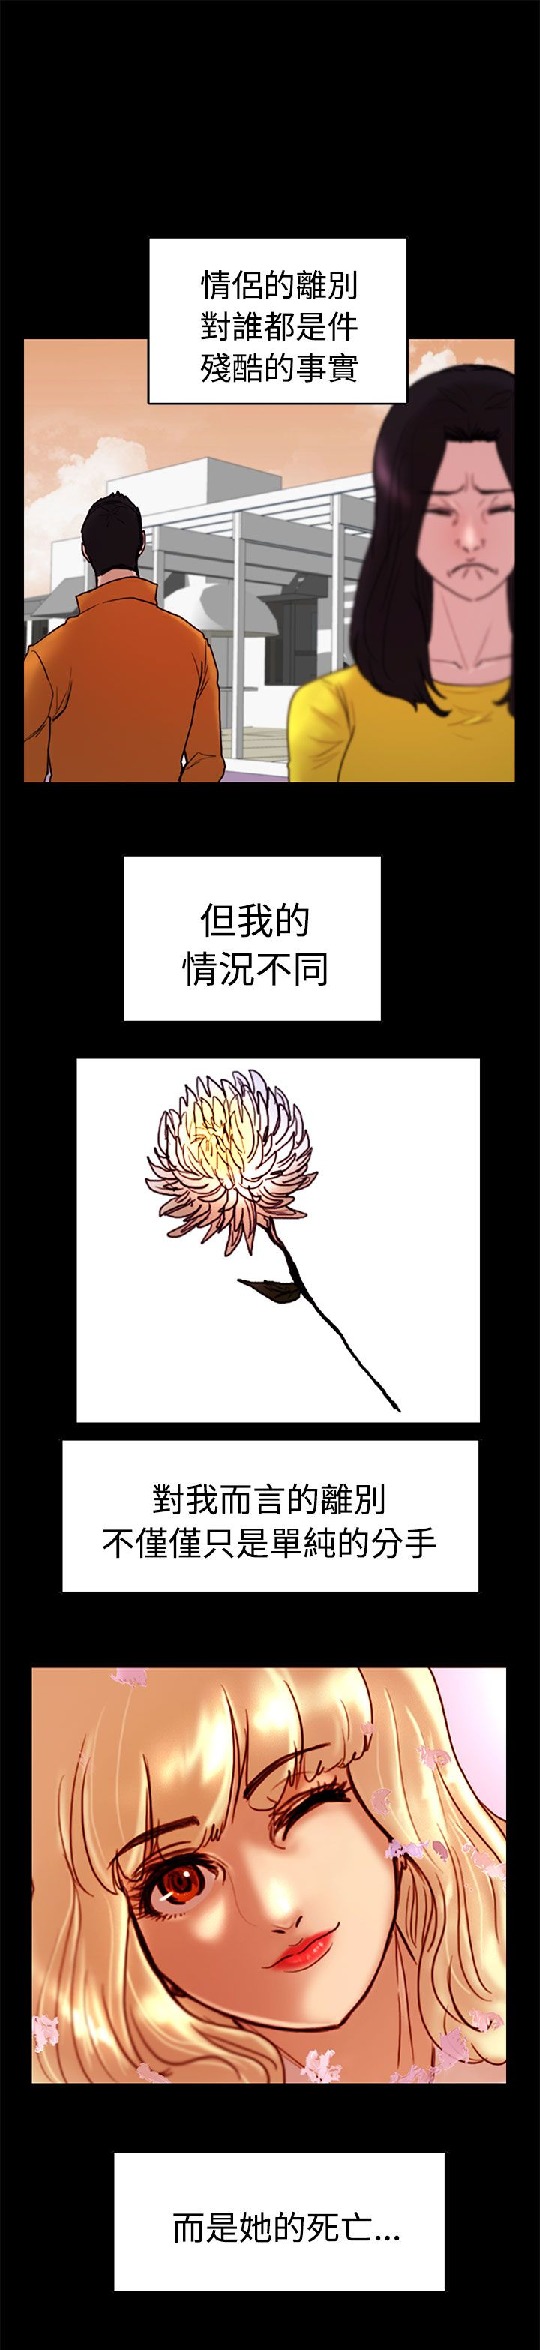 情侶的離別
對誰都是件
殘酷的事實
但我的
情況不同
對我而言的離別
不僅僅只是單純的分手
而是她的死亡...